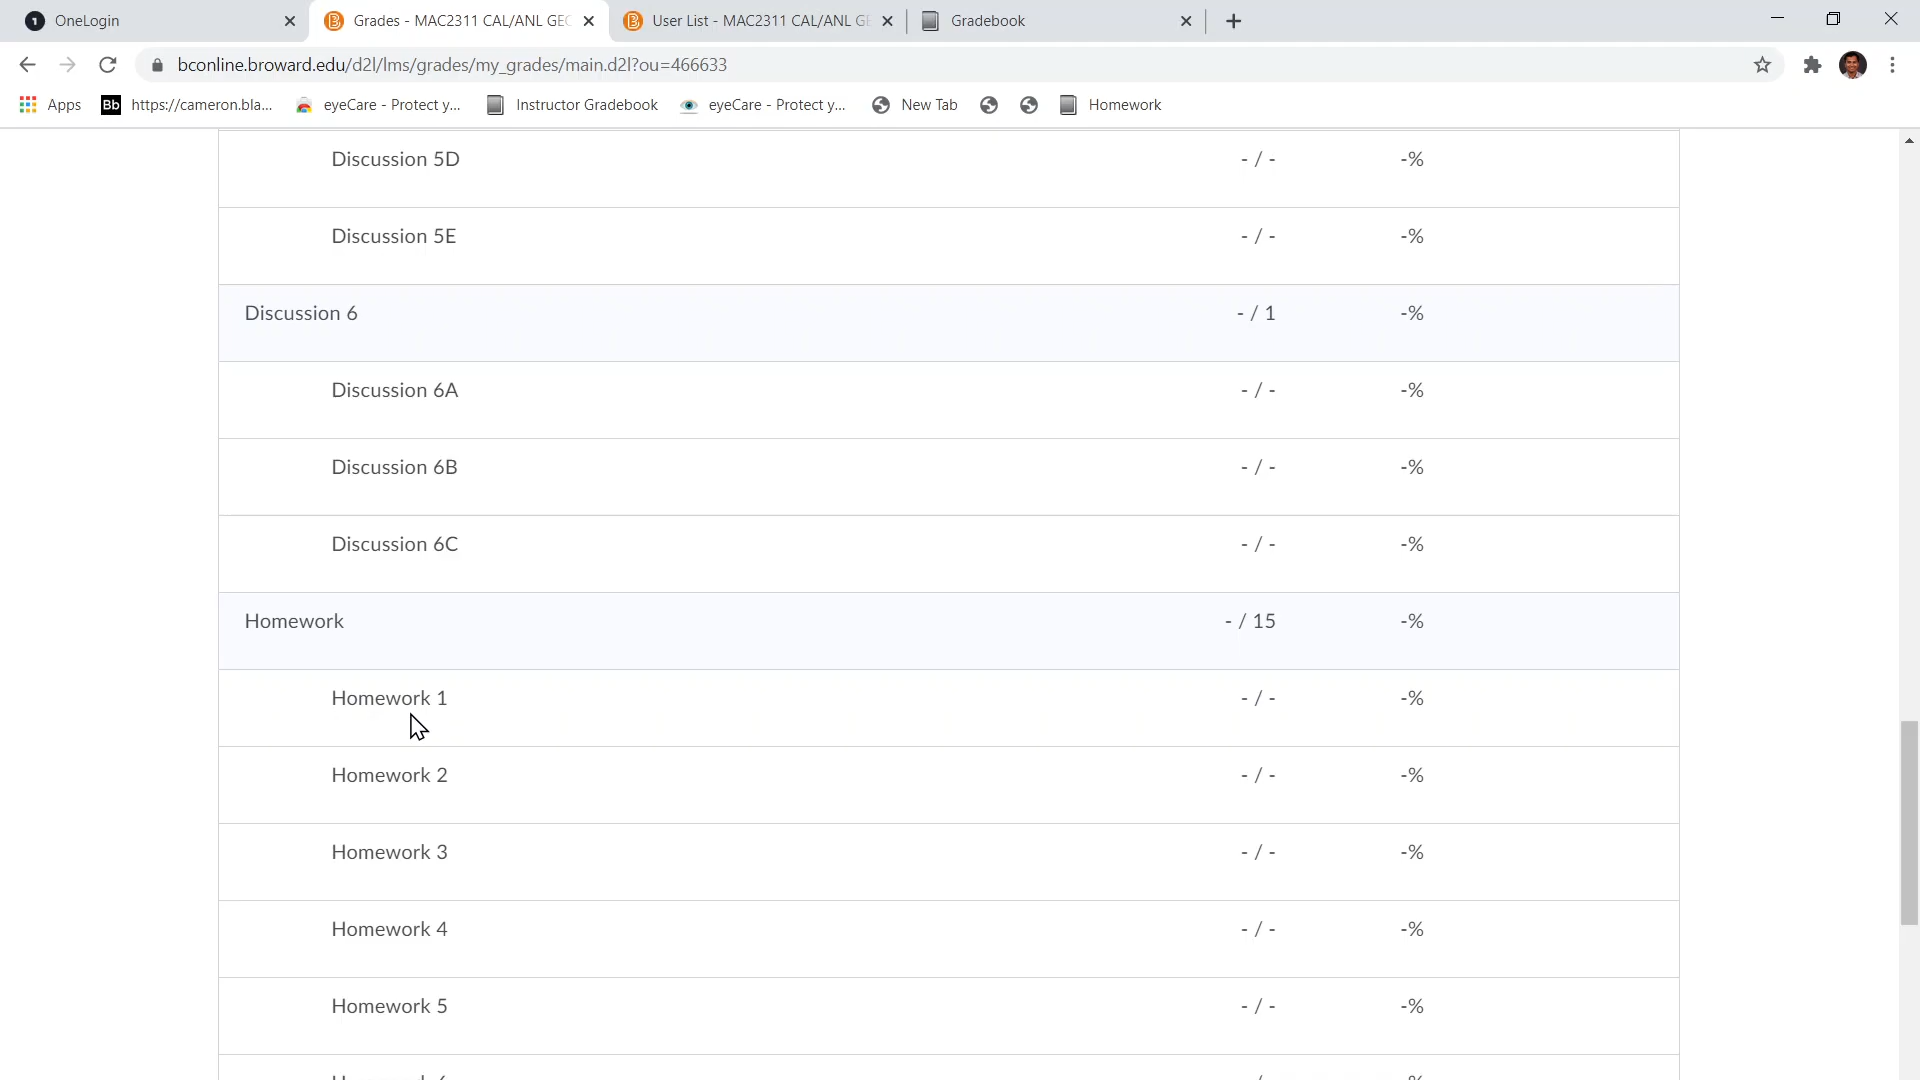 OneLogin
Grades - MAC2311 CAL/ANL GEO
User List - MAC2311 CAL/ANL GE
Gradebook
bconline.broward.edu/d2l/lms/grades/my_grades/main.d2l?ou=466633
Apps
Bb https://cameron.bla...
eyeCare - Protect y...
Instructor Gradebook
eyeCare - Protect y...
New Tab
Homework
Discussion 5D - / - -%
Discussion 5E - / - -%
Discussion 6 - / 1 -%
Discussion 6A - / - -%
Discussion 6B - / - -%
Discussion 6C - / - -%
Homework - / 15 -%
Homework 1 - / - -%
Homework 2 - / - -%
Homework 3 - / - -%
Homework 4 - / - -%
Homework 5 - / - -%